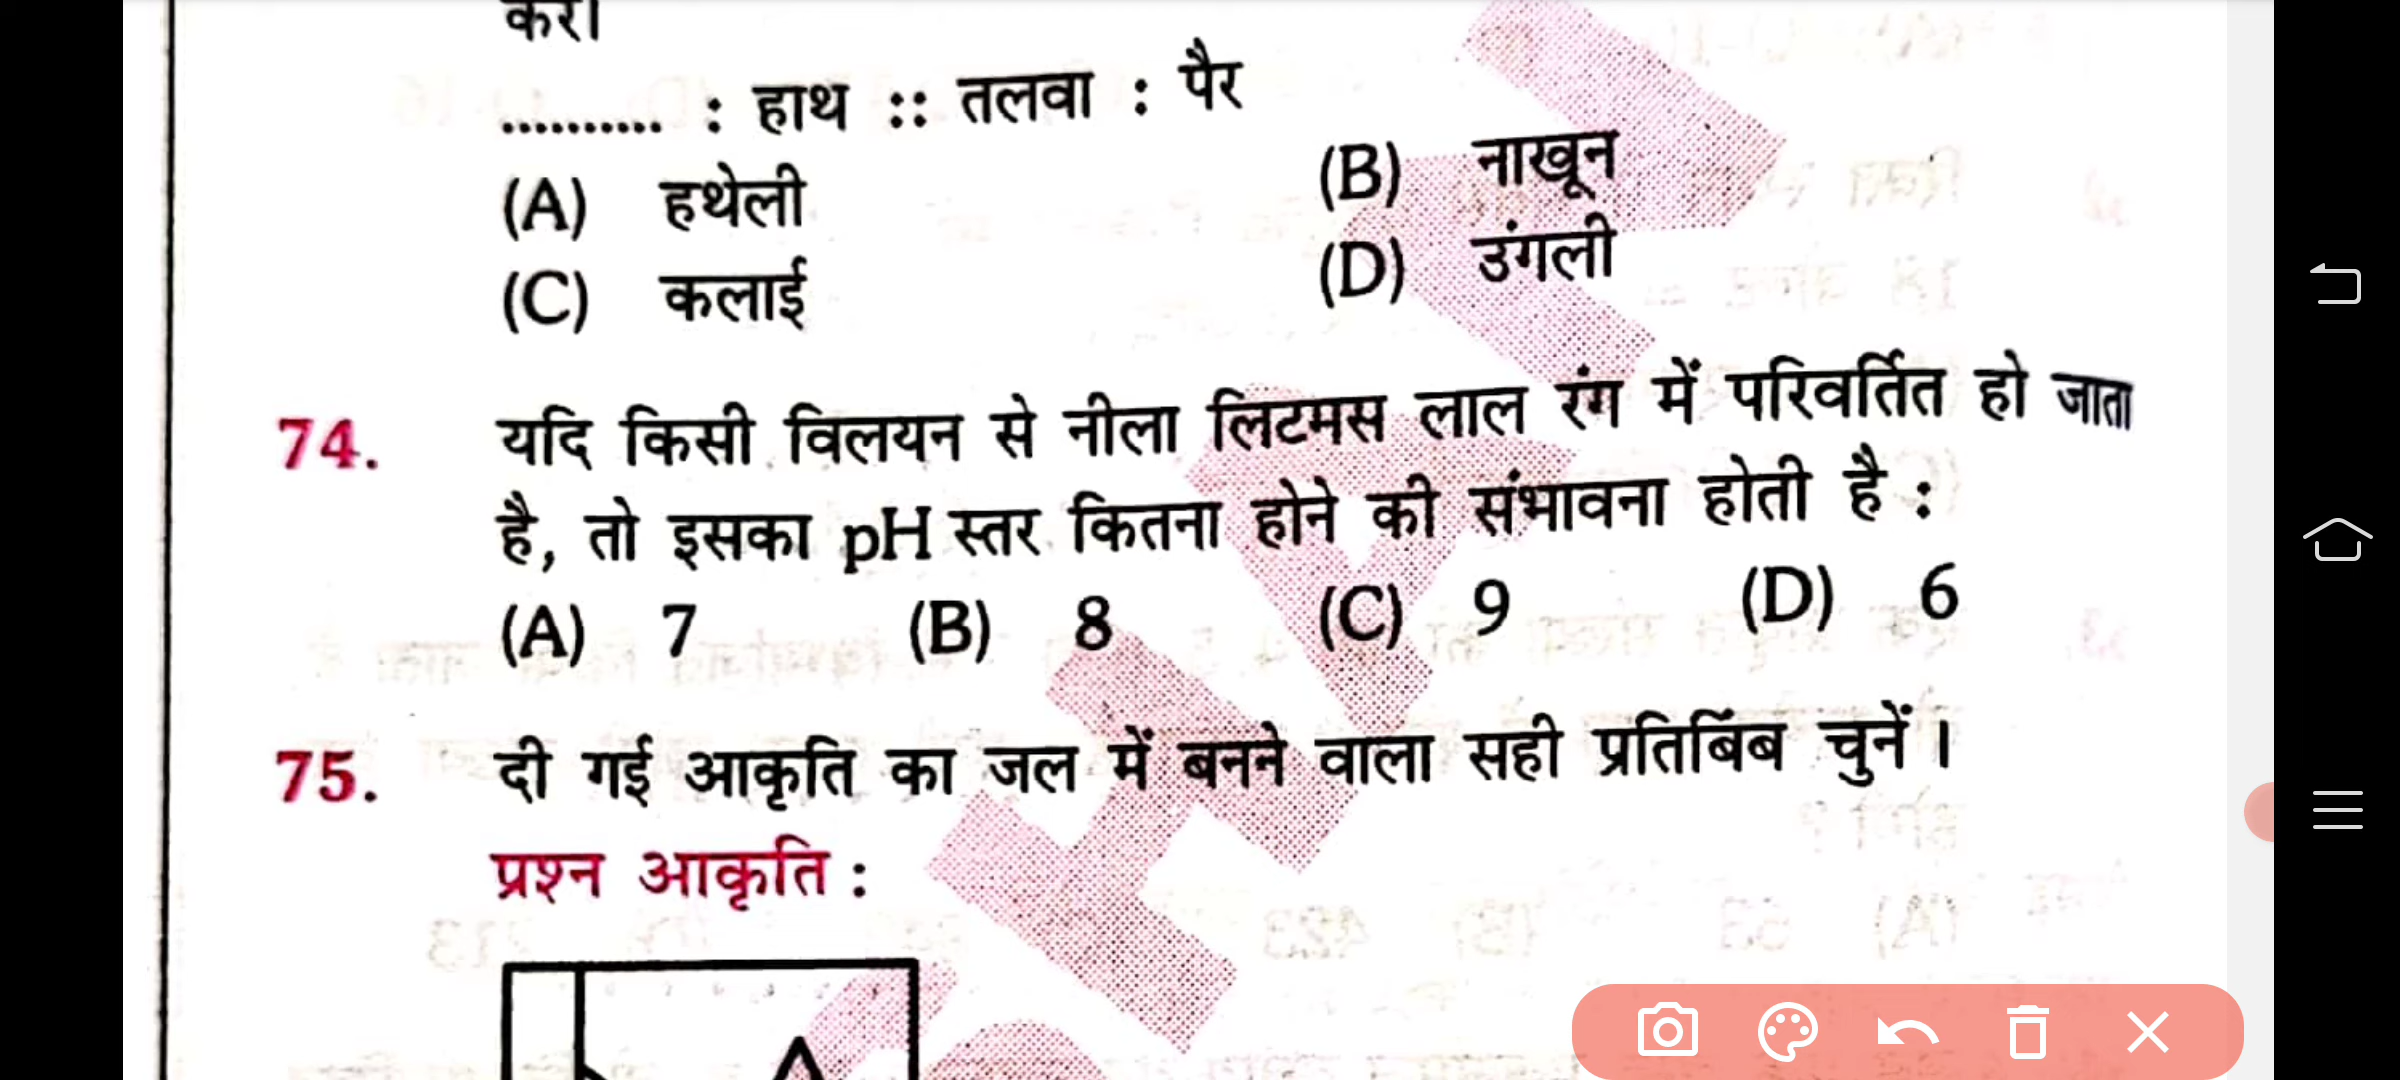 करें।
.......... : हाथ :: तलवा : पैर
(A) हथेली (B) नाखून
(C) कलाई (D) उंगली
74. यदि किसी विलयन से नीला लिटमस लाल रंग में परिवर्तित हो जाता
है, तो इसका pH स्तर कितना होने की संभावना होती है :
(A) 7 (B) 8 (C) 9 (D) 6
75. दी गई आकृति का जल में बनने वाला सही प्रतिबिंब चुनें।
प्रश्न आकृति :